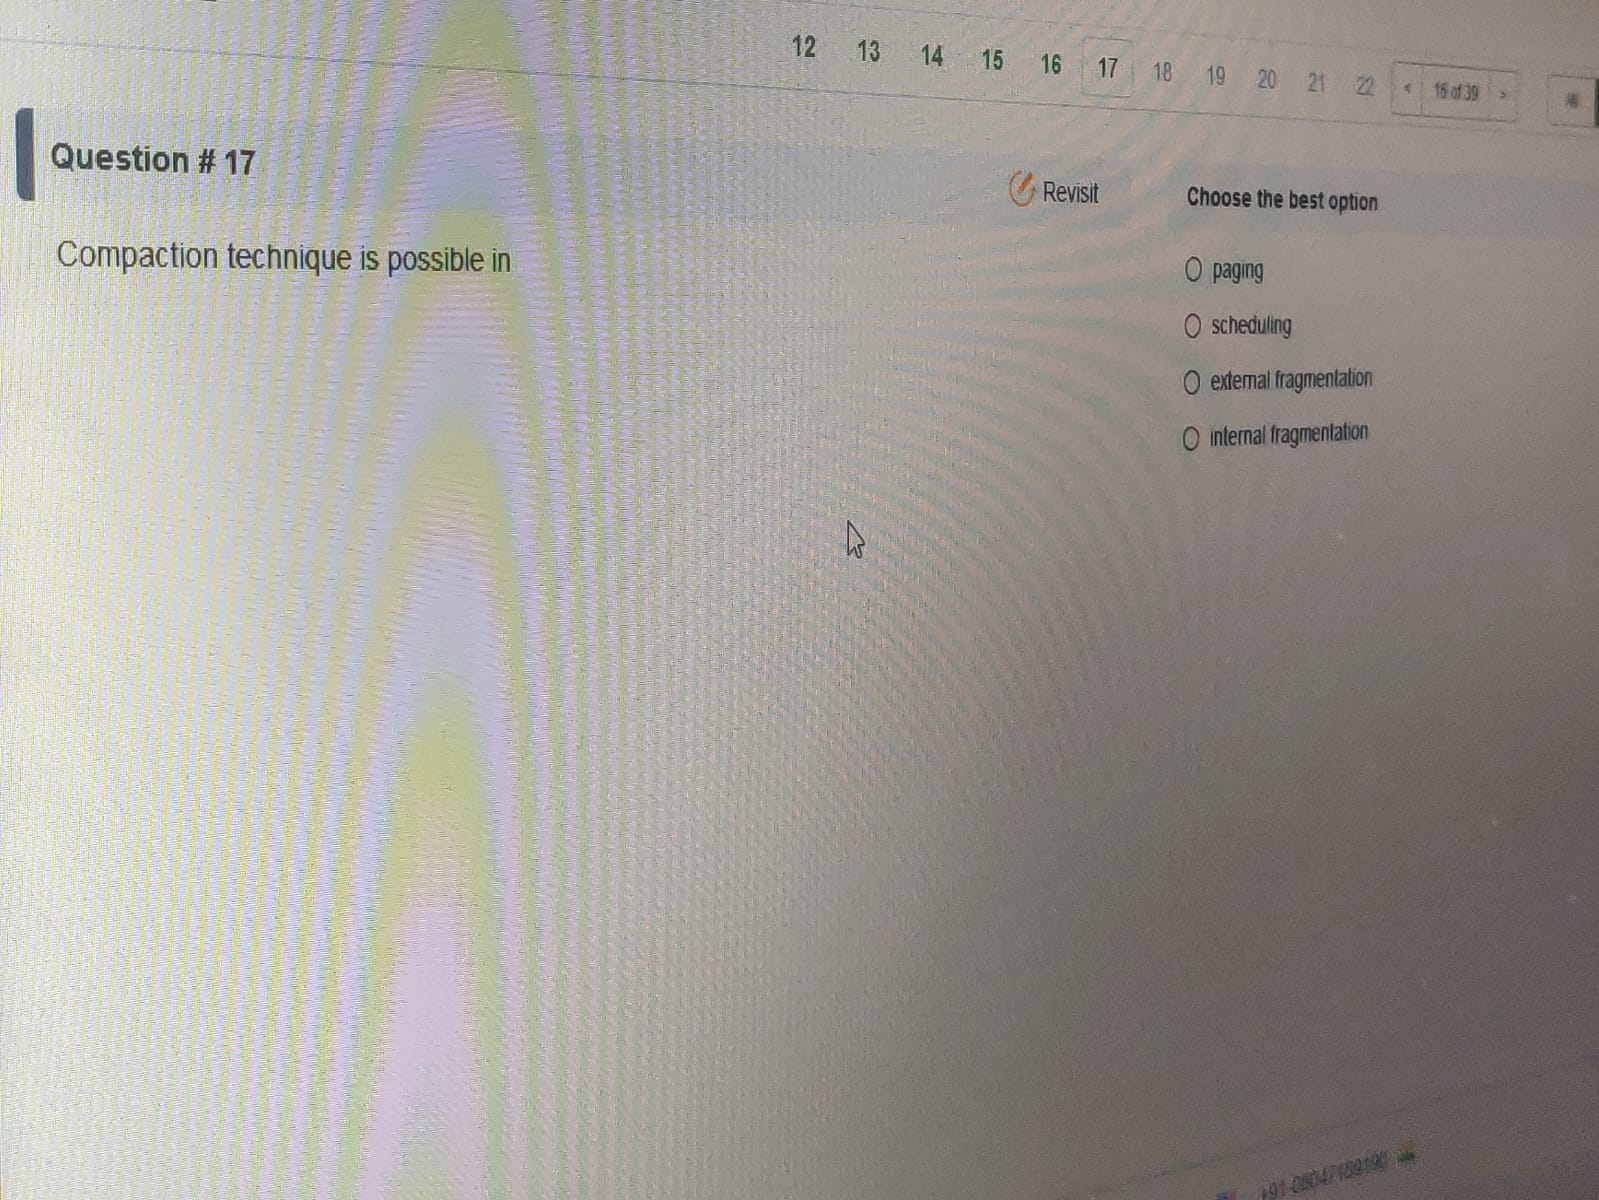 12 13 14 15 16 17 18 19 20 21 22 < 16 of 39 > All
Question # 17
Revisit
Compaction technique is possible in
Choose the best option
paging
scheduling
external fragmentation
internal fragmentation